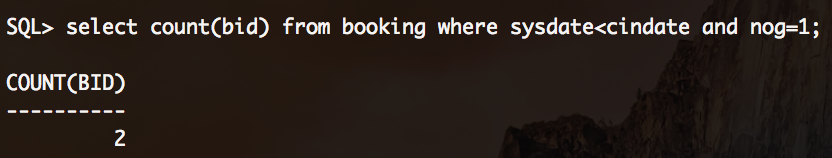 SQL> select count(bid) from booking where sysdate<cindate and nog=1;
COUNT(BID)
----------
2